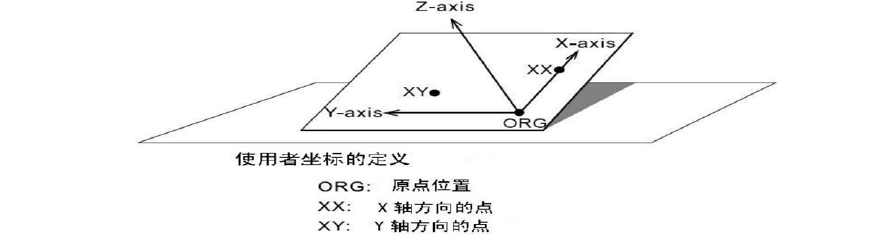 Z-axis
X-axis
XX
XY
Y-axis
ORG
使用者坐标的定义
ORG: 原点位置
XX: X 轴方向的点
XY: Y 轴方向的点